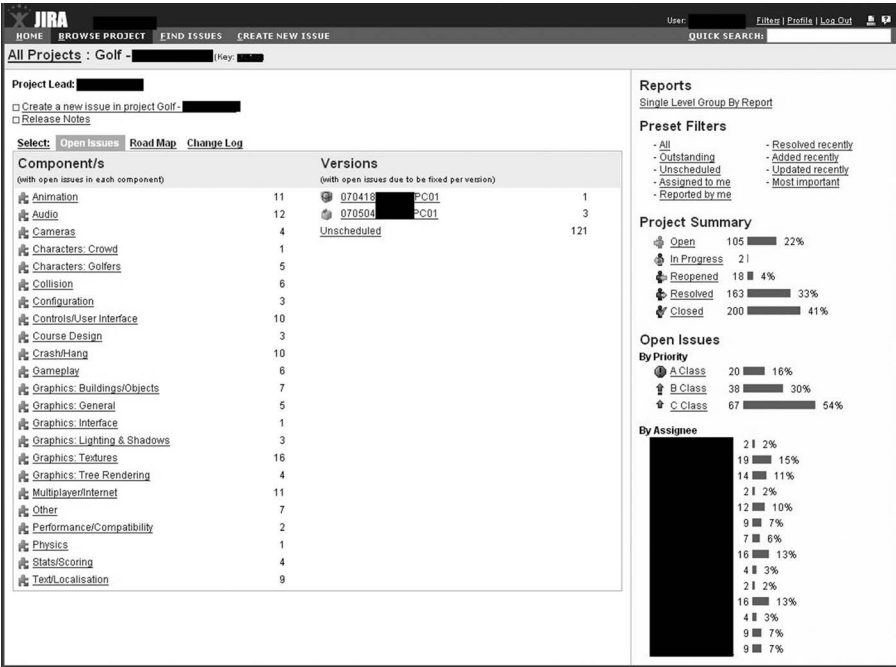 JIRA
User:
Filters | Profile | Log Out
HOME BROWSE PROJECT FIND ISSUES CREATE NEW ISSUE
QUICK SEARCH:
All Projects : Golf -
(Key:
Project Lead:
Create a new issue in project Golf -
Release Notes
Select: Open Issues Road Map Change Log
Component/s
(with open issues in each component)
Animation 11
Audio 12
Cameras 4
Characters: Crowd 1
Characters: Golfers 5
Collision 6
Configuration 3
Controls/User Interface 10
Course Design 3
Crash/Hang 10
Gameplay 6
Graphics: Buildings/Objects 7
Graphics: General 5
Graphics: Interface 1
Graphics: Lighting & Shadows 3
Graphics: Textures 16
Graphics: Tree Rendering 4
Multiplayer/Internet 11
Other 7
Performance/Compatibility 2
Physics 1
Stats/Scoring 4
Text/Localisation 9
Versions
(with open issues due to be fixed per version)
070418 PC01 1
070504 PC01 3
Unscheduled 121
Reports
Single Level Group By Report
Preset Filters
- All
- Outstanding
- Unscheduled
- Assigned to me
- Reported by me
- Resolved recently
- Added recently
- Updated recently
- Most important
Project Summary
Open 105 22%
In Progress 2
Reopened 18 4%
Resolved 163 33%
Closed 200 41%
Open Issues
By Priority
A Class 20 16%
B Class 38 30%
C Class 67 54%
By Assignee
2 2%
19 15%
14 11%
2 2%
12 10%
9 7%
7 6%
16 13%
4 3%
2 2%
16 13%
4 3%
9 7%
9 7%